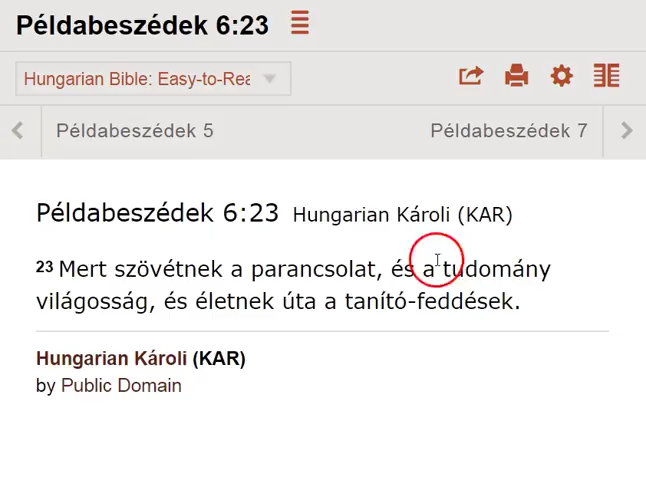 Példabeszédek 6:23
Hungarian Bible: Easy-to-Rea
Példabeszédek 5
Példabeszédek 7
Példabeszédek 6:23 Hungarian Károli (KAR)
23 Mert szövétnek a parancsolat, és a tudomány
világosság, és életnek úta a tanító-feddések.
Hungarian Károli (KAR)
by Public Domain